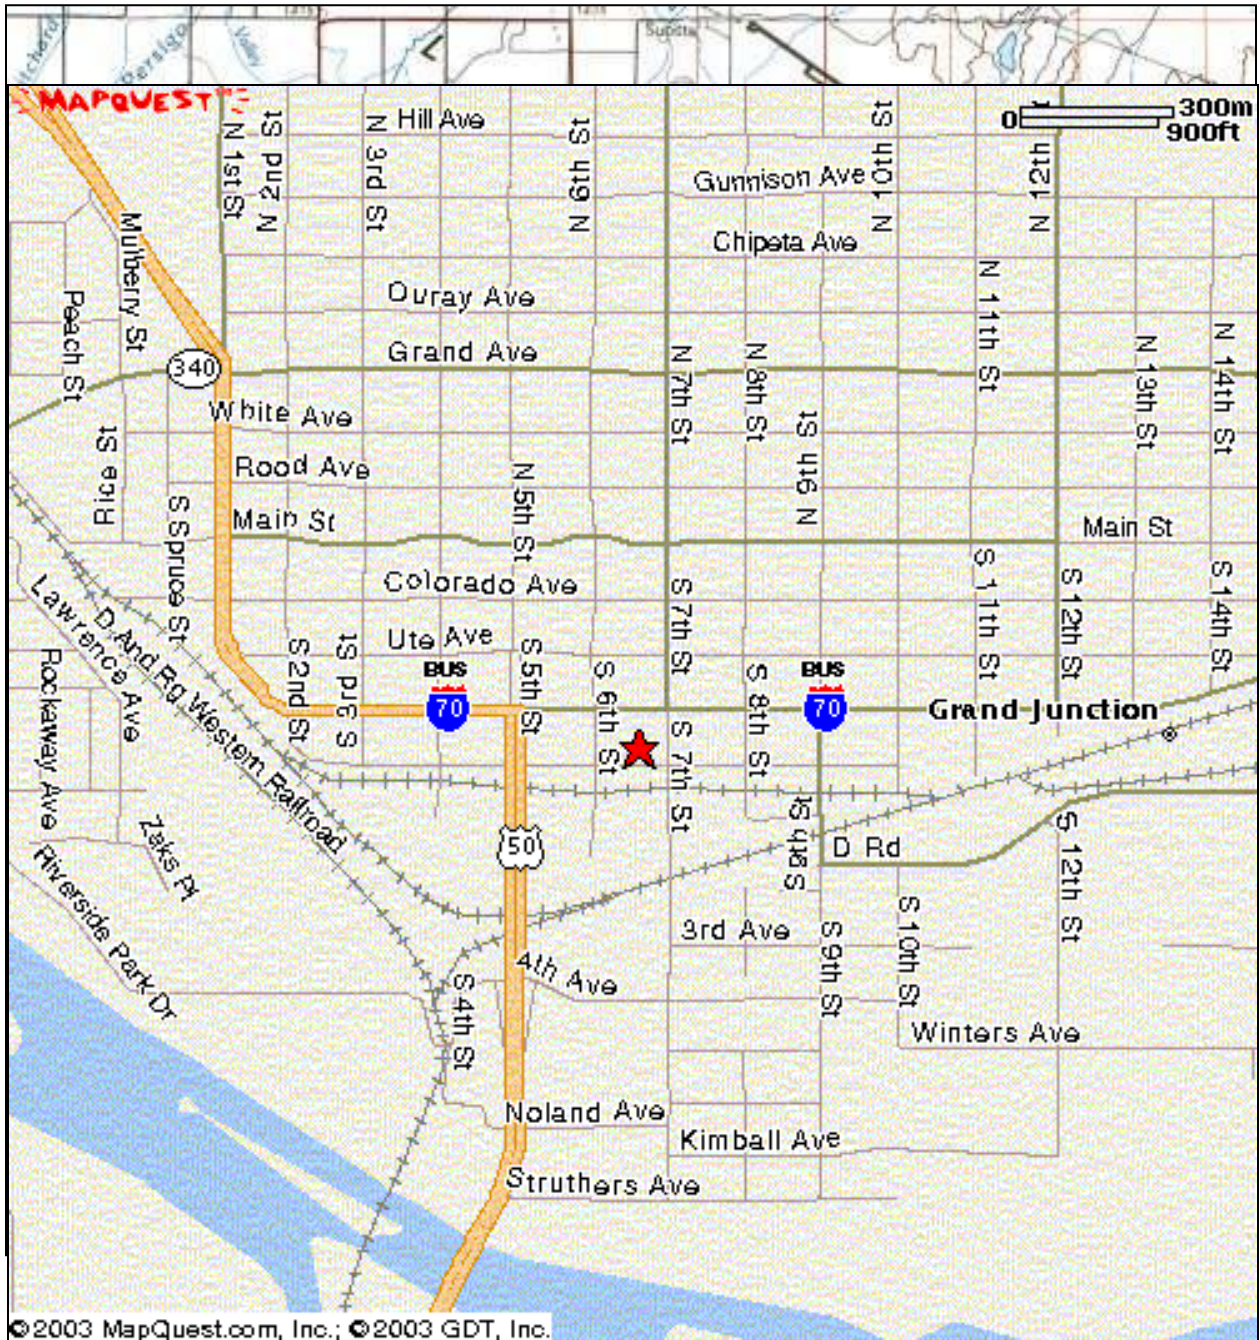 itchard
Persigo
Valley
MAPQUEST
0
300m
900ft
N 1st St
N 2nd St
N 3rd St
Hill Ave
N 6th St
Gunnison Ave
N 10th St
N 12th St
Chipeta Ave
Mulberry St
Peach St
Ouray Ave
N 11th St
Grand Ave
340
N 7th St
N 8th St
N 13th St
N 14th St
White Ave
N 9th St
Rice St
Rood Ave
N 5th St
S Spruce St
Main St
Main St
Colorado Ave
S 7th St
S 11th St
S 12th St
S 14th St
Lawrence Ave
D And Rg Western Railroad
Ute Ave
Rockaway Ave
S 2nd St
S 3rd St
BUS
70
S 5th St
S 6th St
S 8th St
BUS
70
Grand Junction
S 7th St
Zaks Pl
50
S 9th St
D Rd
S 12th St
Riverside Park Dr
3rd Ave
S 9th St
S 10th St
4th Ave
S 4th St
Winters Ave
Noland Ave
Kimball Ave
Struthers Ave
©2003 MapQuest.com, Inc.; ©2003 GDT, Inc.